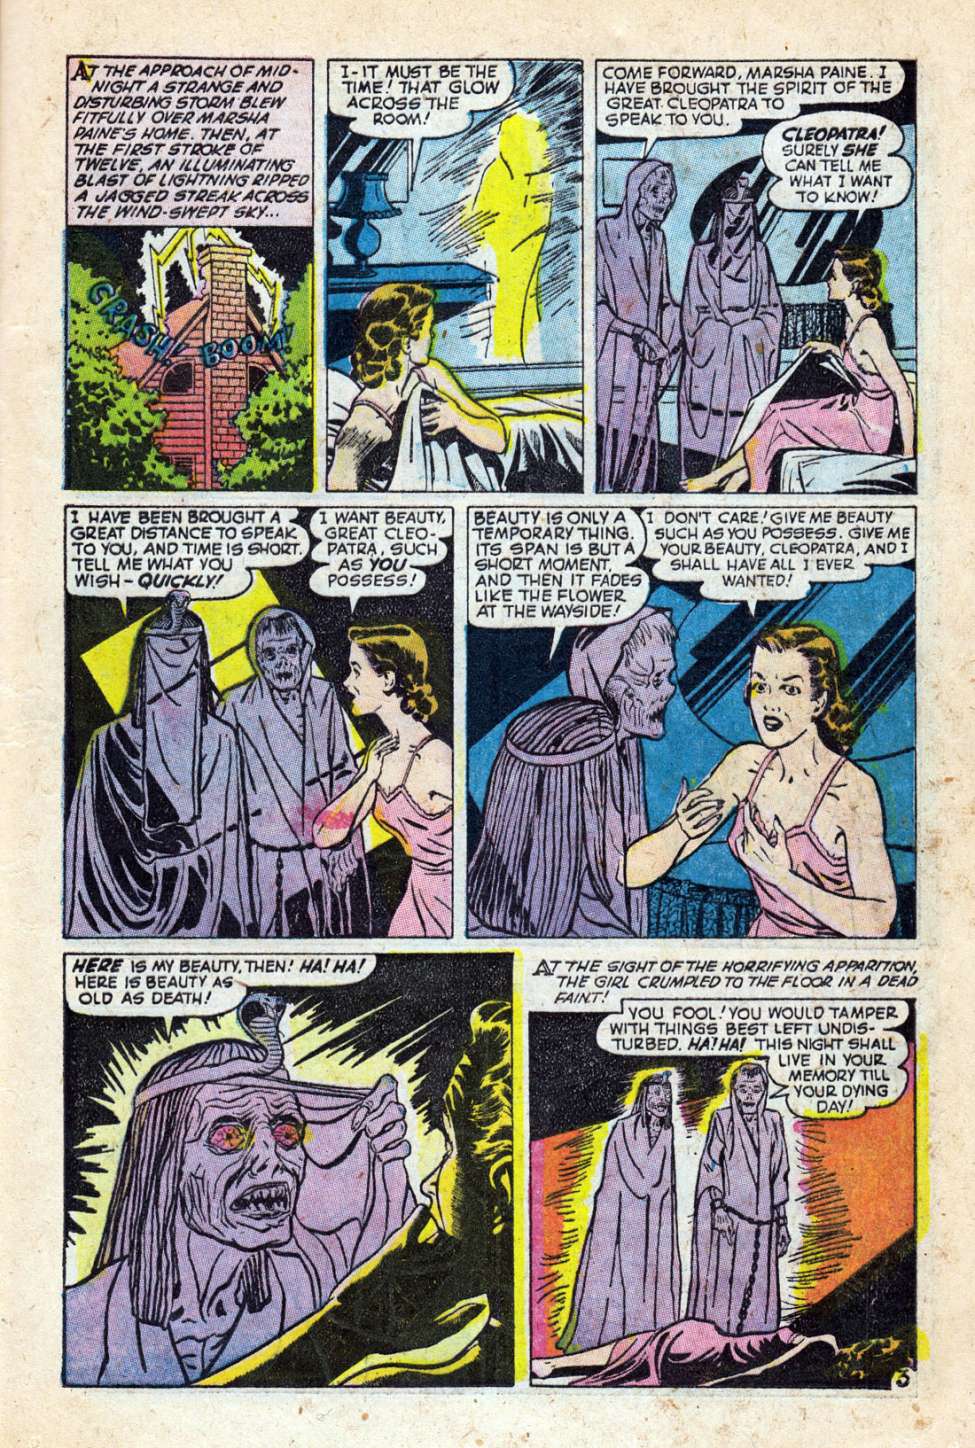 AT THE APPROACH OF MID-
NIGHT A STRANGE AND
DISTURBING STORM BLEW
FITFULLY OVER MARSHA
PAINE'S HOME. THEN, AT
THE FIRST STROKE OF
TWELVE, AN ILLUMINATING
BLAST OF LIGHTNING RIPPED
A JAGGED STREAK ACROSS
THE WIND-SWEPT SKY...
CRASH!
BOOM!
I-IT MUST BE THE
TIME! THAT GLOW
ACROSS THE
ROOM!
COME FORWARD, MARSHA PAINE. I
HAVE BROUGHT THE SPIRIT OF THE
GREAT CLEOPATRA TO
SPEAK TO YOU.
CLEOPATRA!
SURELY SHE
CAN TELL ME
WHAT I WANT
TO KNOW!
I HAVE BEEN BROUGHT A
GREAT DISTANCE TO SPEAK
TO YOU, AND TIME IS SHORT.
TELL ME WHAT YOU
WISH - QUICKLY!
I WANT BEAUTY,
GREAT CLEO-
PATRA, SUCH
AS YOU
POSSESS!
BEAUTY IS ONLY A
TEMPORARY THING.
ITS SPAN IS BUT A
SHORT MOMENT,
AND THEN IT FADES
LIKE THE FLOWER
AT THE WAYSIDE!
I DON'T CARE! GIVE ME BEAUTY
SUCH AS YOU POSSESS. GIVE ME
YOUR BEAUTY, CLEOPATRA, AND I
SHALL HAVE ALL I EVER
WANTED!
HERE IS MY BEAUTY, THEN! HA! HA!
HERE IS BEAUTY AS
OLD AS DEATH!
AT THE SIGHT OF THE HORRIFYING APPARITION,
THE GIRL CRUMPLED TO THE FLOOR IN A DEAD
FAINT!
YOU FOOL! YOU WOULD TAMPER
WITH THINGS BEST LEFT UNDIS-
TURBED. HA! HA! THIS NIGHT SHALL
LIVE IN YOUR
MEMORY TILL
YOUR DYING
DAY!
3